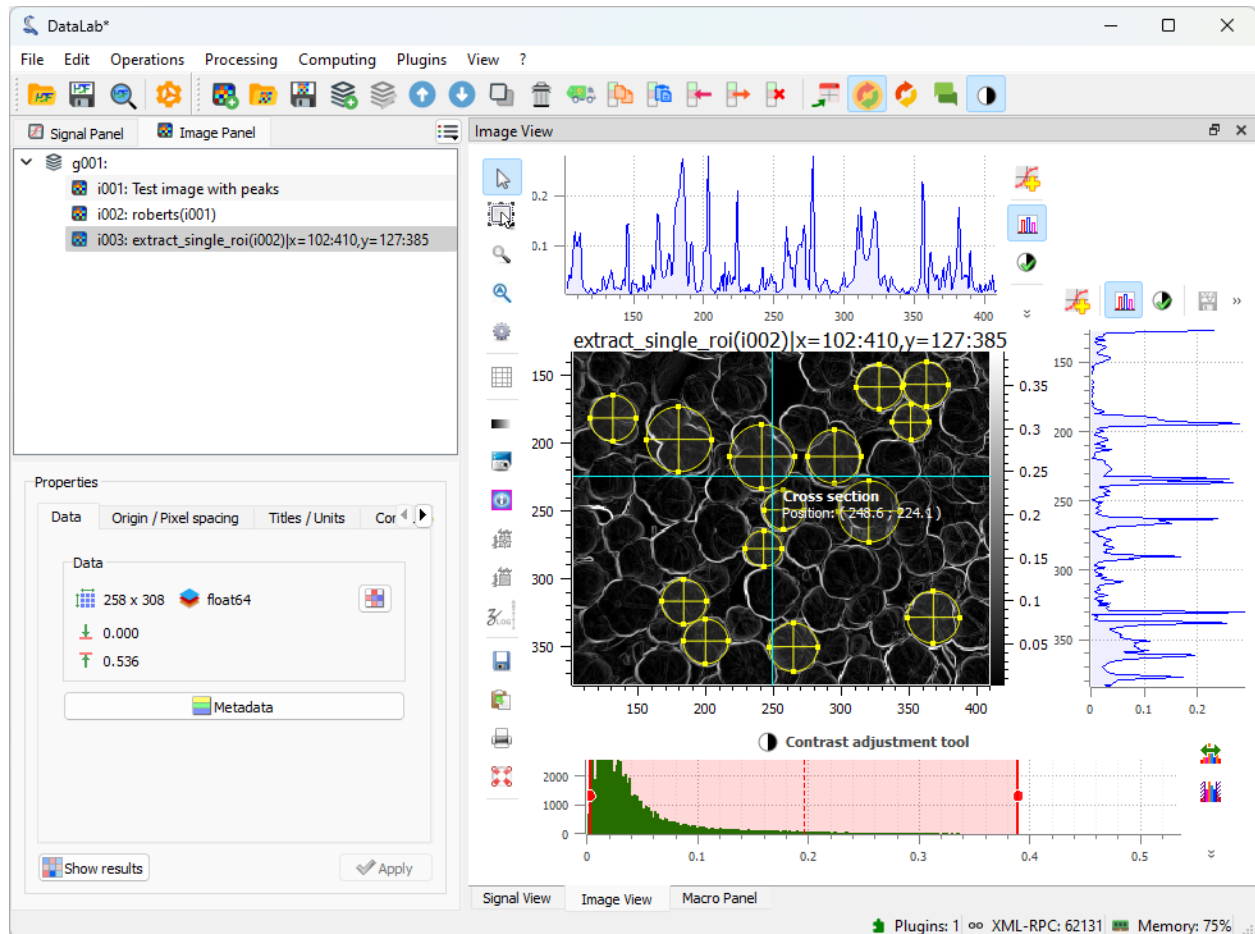 DataLab*
File Edit Operations Processing Computing Plugins View ?
Signal Panel Image Panel
g001:
i001: Test image with peaks
i002: roberts(i001)
i003: extract_single_roi(i002)|x=102:410,y=127:385
Properties
Data Origin / Pixel spacing Titles / Units Cor
Data
258 x 308 float64
0.000
0.536
Metadata
Show results Apply
Image View
0.2
0.1
150 200 250 300 350 400
extract_single_roi(i002)|x=102:410,y=127:385
150
200
250
300
350
150 200 250 300 350 400
Cross section
Position: ( 248.6 ; 224.1 )
0.35
0.3
0.25
0.2
0.15
0.1
0.05
150
200
250
300
350
0 0.1 0.2
Contrast adjustment tool
2000
1000
0
0 0.1 0.2 0.3 0.4 0.5
Signal View Image View Macro Panel
Plugins: 1 XML-RPC: 62131 Memory: 75%